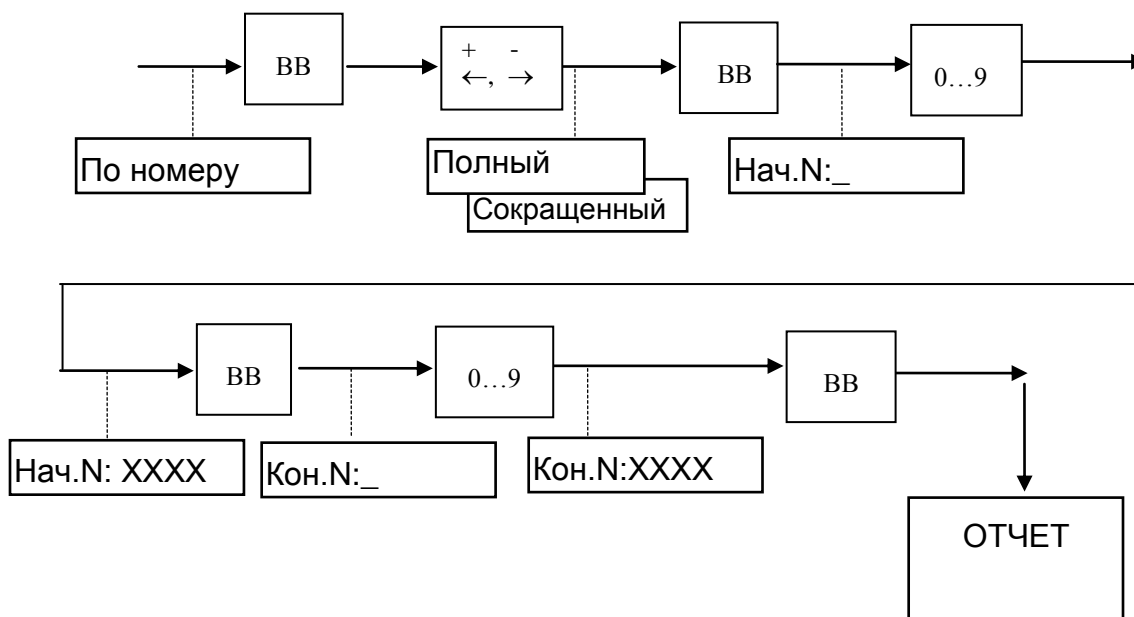 ВВ
+ -
←, →
ВВ
0...9
По номеру
Полный
Сокращенный
Нач.N:_
ВВ
0...9
ВВ
Нач.N: XXXX
Кон.N:_
Кон.N:XXXX
ОТЧЕТ